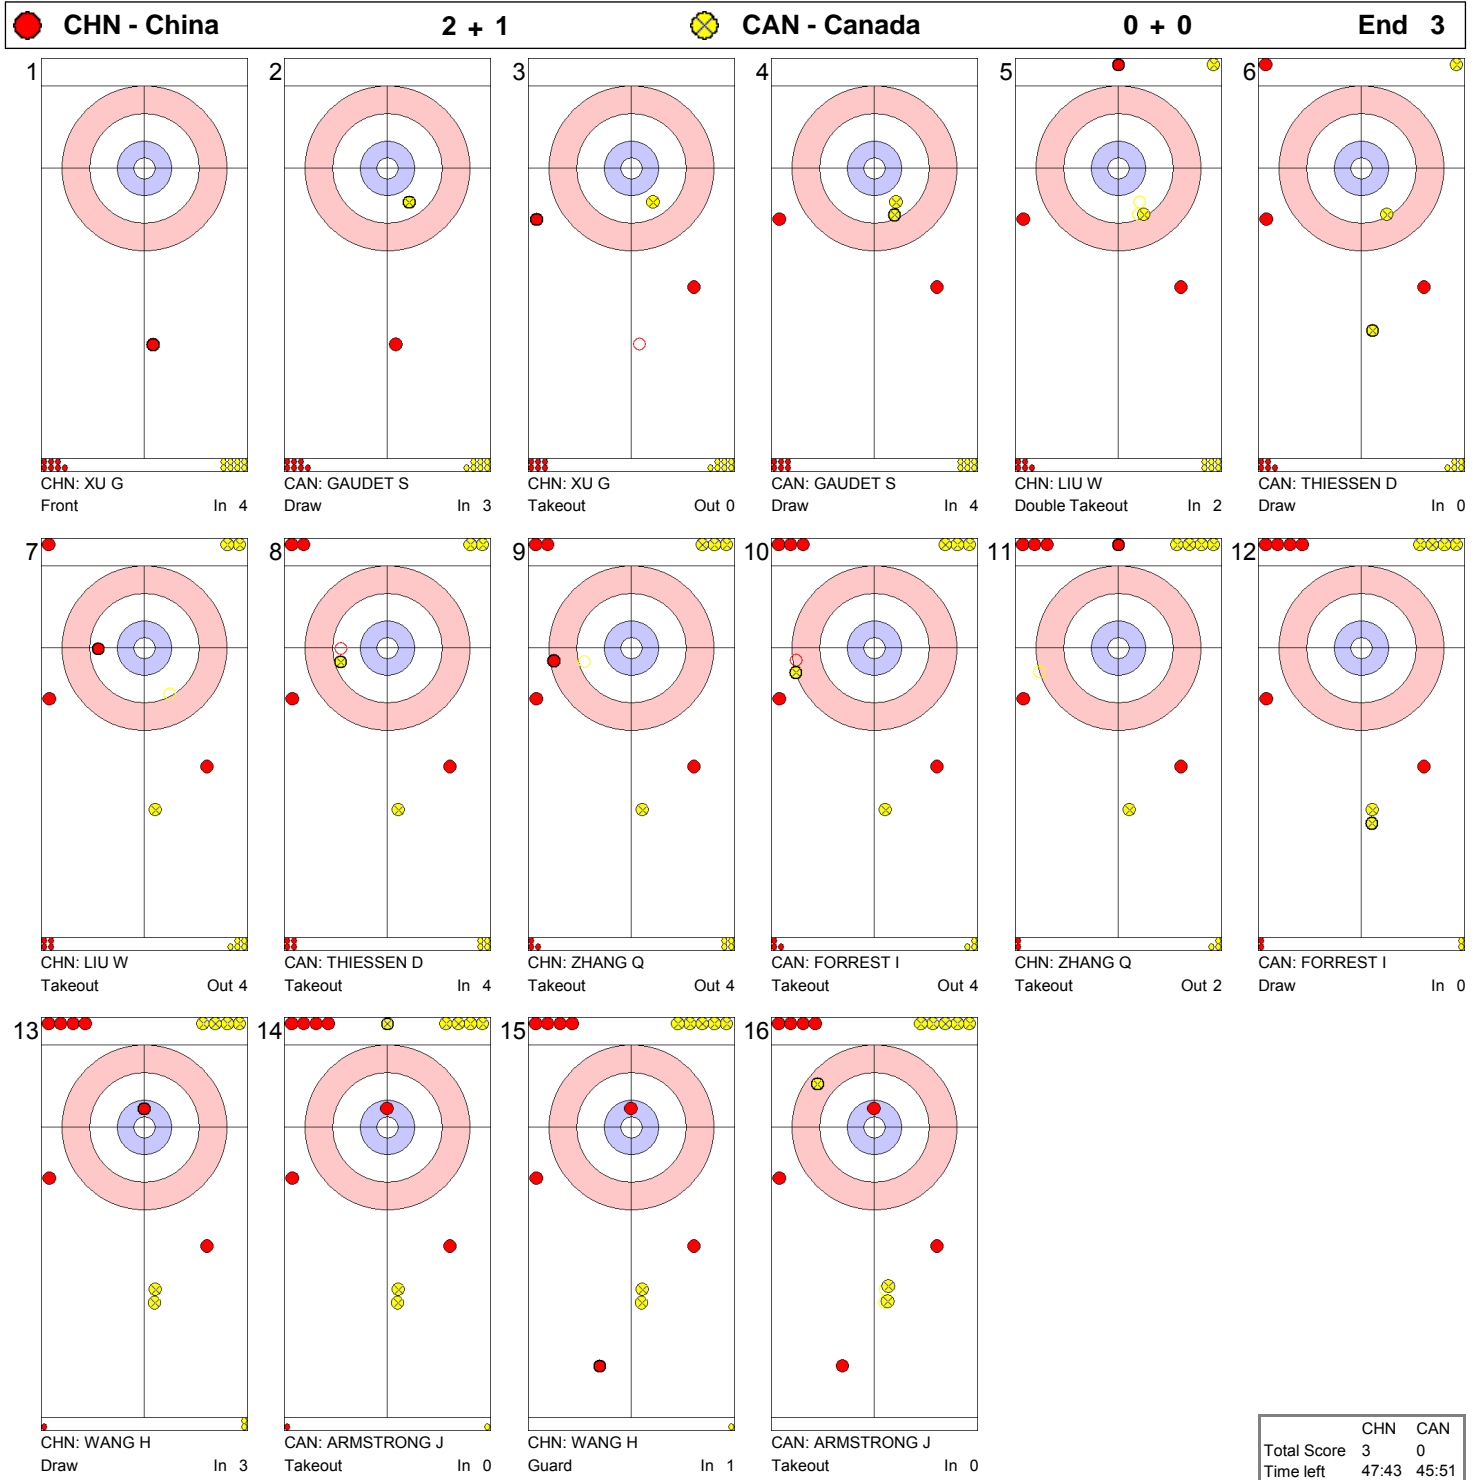 CHN - China 2 + 1 CAN - Canada 0 + 0 End 3
1 2 3 4 5 6
CHN: XU G CAN: GAUDET S CHN: XU G CAN: GAUDET S CHN: LIU W CAN: THIESSEN D
Front In 4 Draw In 3 Takeout Out 0 Draw In 4 Double Takeout In 2 Draw In 0
7 8 9 10 11 12
CHN: LIU W CAN: THIESSEN D CHN: ZHANG Q CAN: FORREST I CHN: ZHANG Q CAN: FORREST I
Takeout Out 4 Takeout In 4 Takeout Out 4 Takeout Out 4 Takeout Out 2 Draw In 0
13 14 15 16
CHN: WANG H CAN: ARMSTRONG J CHN: WANG H CAN: ARMSTRONG J
Draw In 3 Takeout In 0 Guard In 1 Takeout In 0
CHN CAN
Total Score 3 0
Time left 47:43 45:51